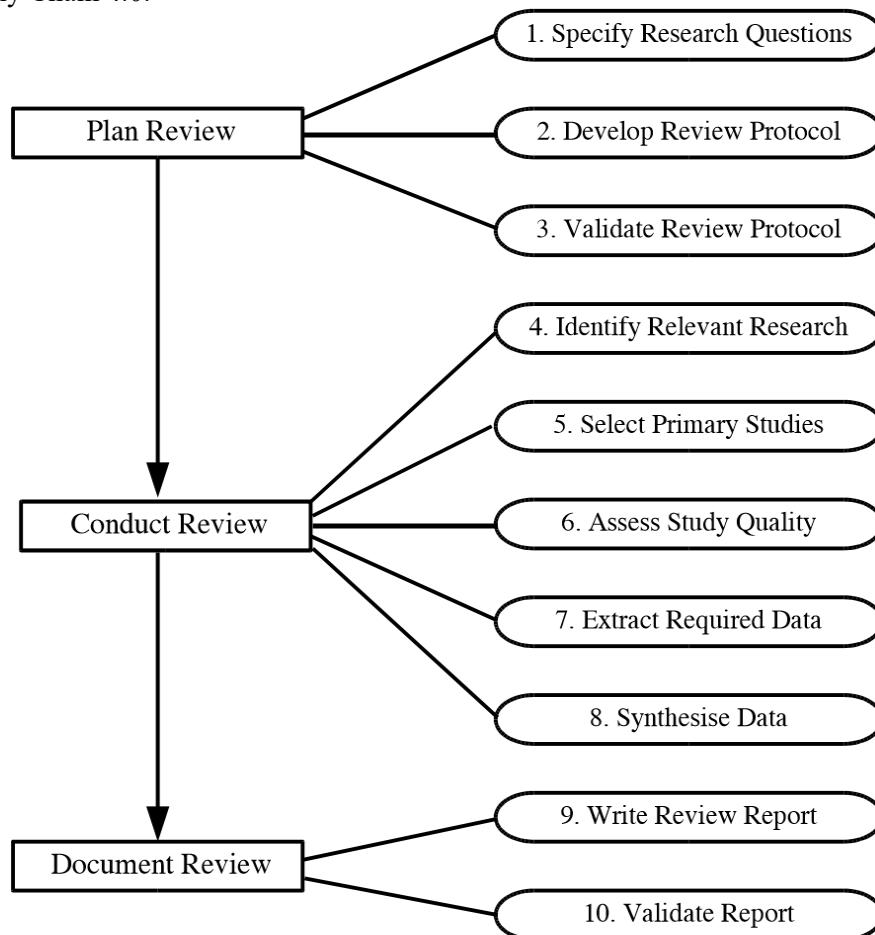 1. Specify Research Questions
Plan Review
2. Develop Review Protocol
3. Validate Review Protocol
4. Identify Relevant Research
5. Select Primary Studies
Conduct Review
6. Assess Study Quality
7. Extract Required Data
8. Synthesise Data
9. Write Review Report
Document Review
10. Validate Report